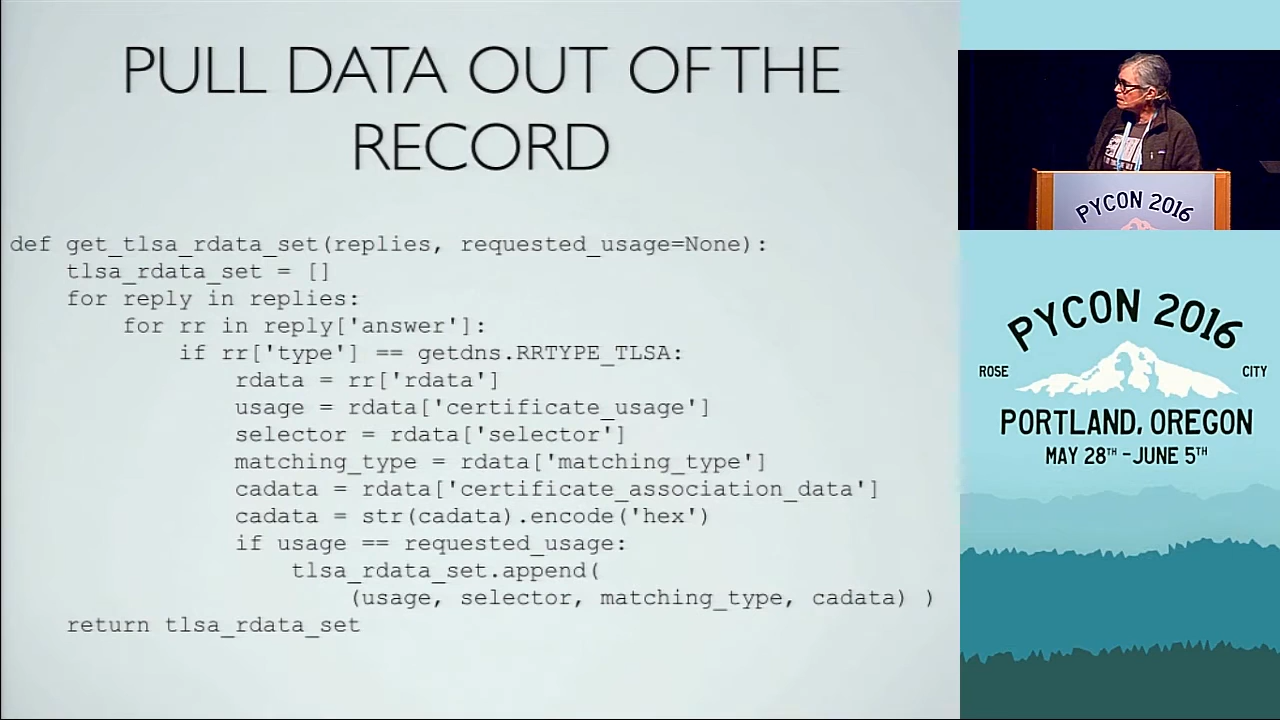 PULL DATA OUT OF THE
RECORD
def get_tlsa_rdata_set(replies, requested_usage=None):
    tlsa_rdata_set = []
    for reply in replies:
        for rr in reply['answer']:
            if rr['type'] == getdns.RRTYPE_TLSA:
                rdata = rr['rdata']
                usage = rdata['certificate_usage']
                selector = rdata['selector']
                matching_type = rdata['matching_type']
                cadata = rdata['certificate_association_data']
                cadata = str(cadata).encode('hex')
                if usage == requested_usage:
                    tlsa_rdata_set.append(
                        (usage, selector, matching_type, cadata) )
    return tlsa_rdata_set
PYCON 2016
PYCON 2016
ROSE CITY
PORTLAND, OREGON
MAY 28TH - JUNE 5TH